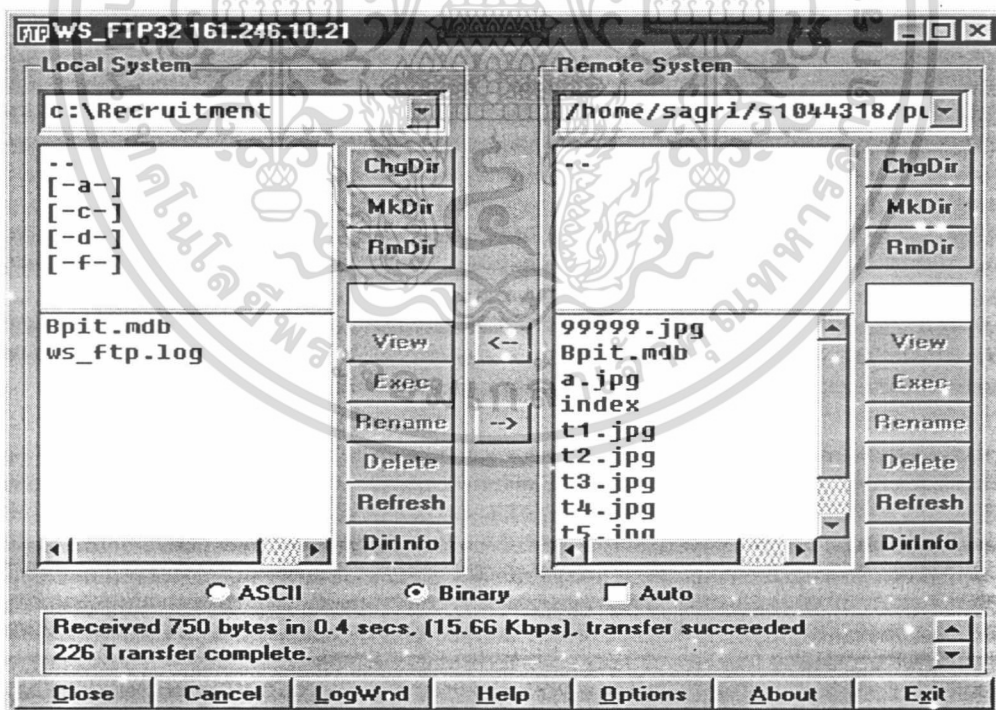 WS_FTP32 161.246.10.21
Local System
c:\Recruitment
--
[-a-]
[-c-]
[-d-]
[-f-]
ChgDir
MkDir
RmDir
Bpit.mdb
ws_ftp.log
View
Exec
Rename
Delete
Refresh
DirInfo
<--
-->
Remote System
/home/sagri/s1044318/pu
--
ChgDir
MkDir
RmDir
99999.jpg
Bpit.mdb
a.jpg
index
t1.jpg
t2.jpg
t3.jpg
t4.jpg
t5.jpg
View
Exec
Rename
Delete
Refresh
DirInfo
ASCII
Binary
Auto
Received 750 bytes in 0.4 secs, (15.66 Kbps), transfer succeeded
226 Transfer complete.
Close
Cancel
LogWnd
Help
Options
About
Exit